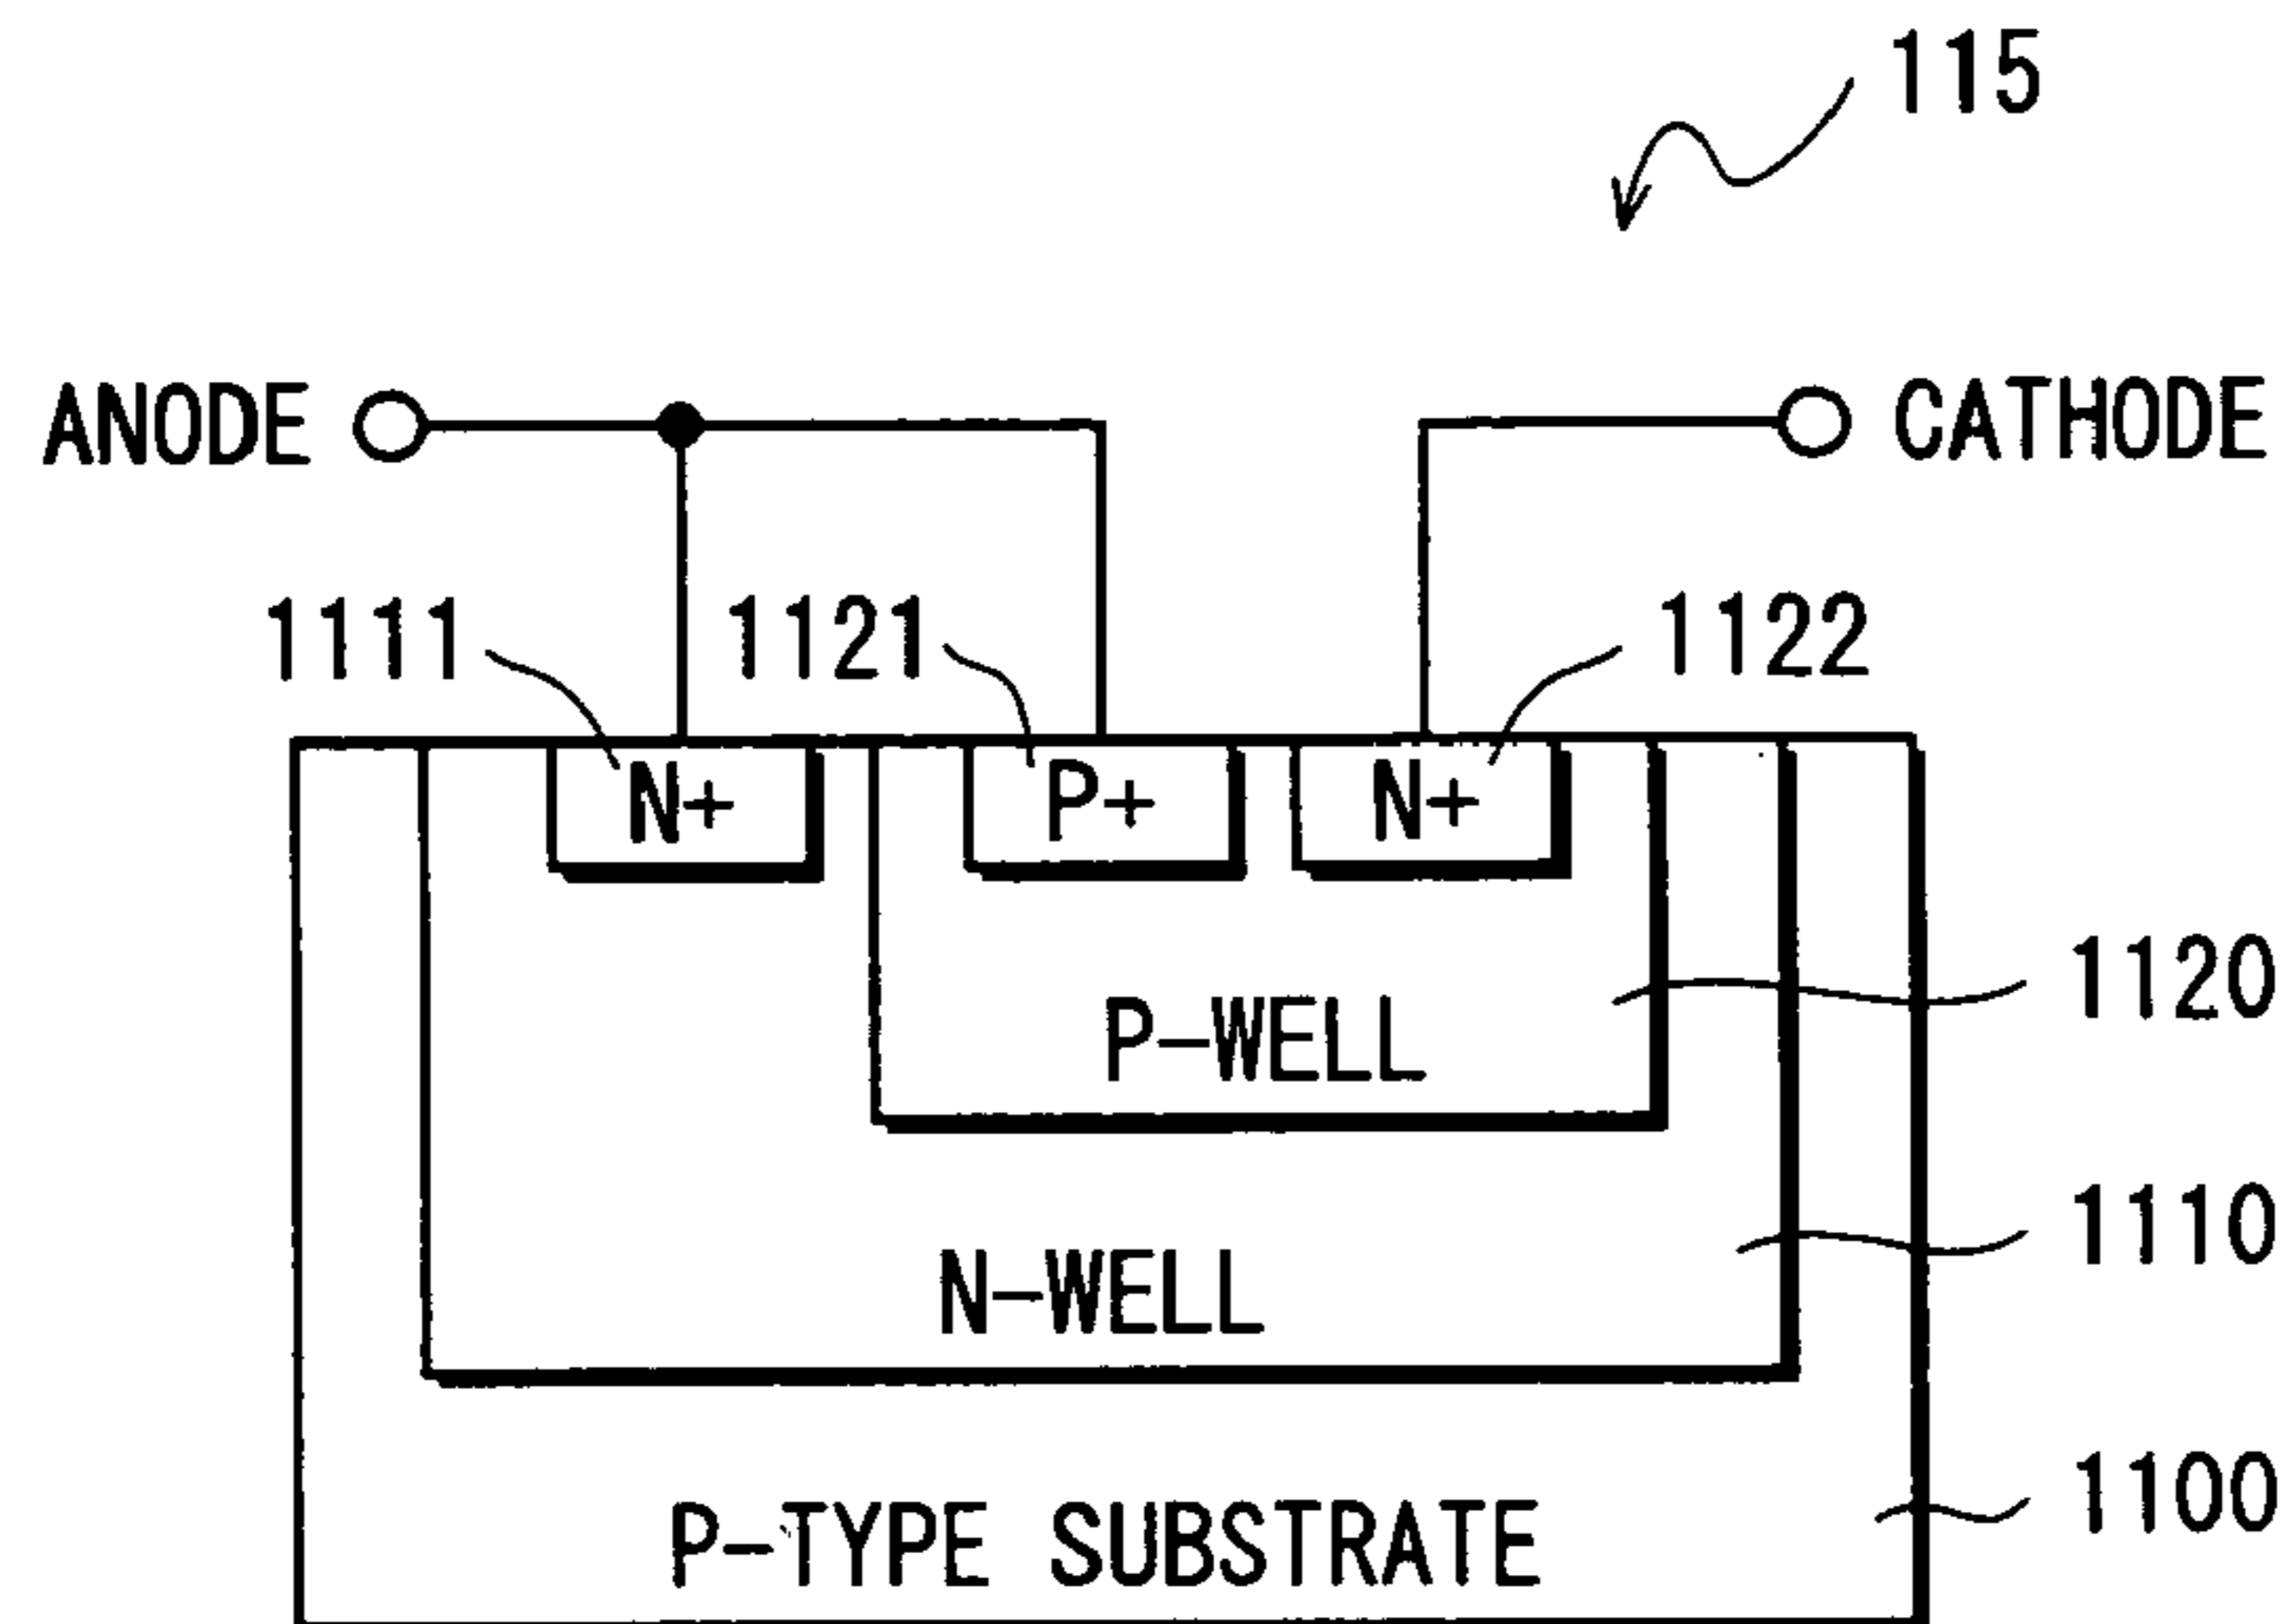 115
ANODE
CATHODE
1111
1121
1122
N+
P+
N+
1120
P-WELL
1110
N-WELL
1100
P-TYPE SUBSTRATE